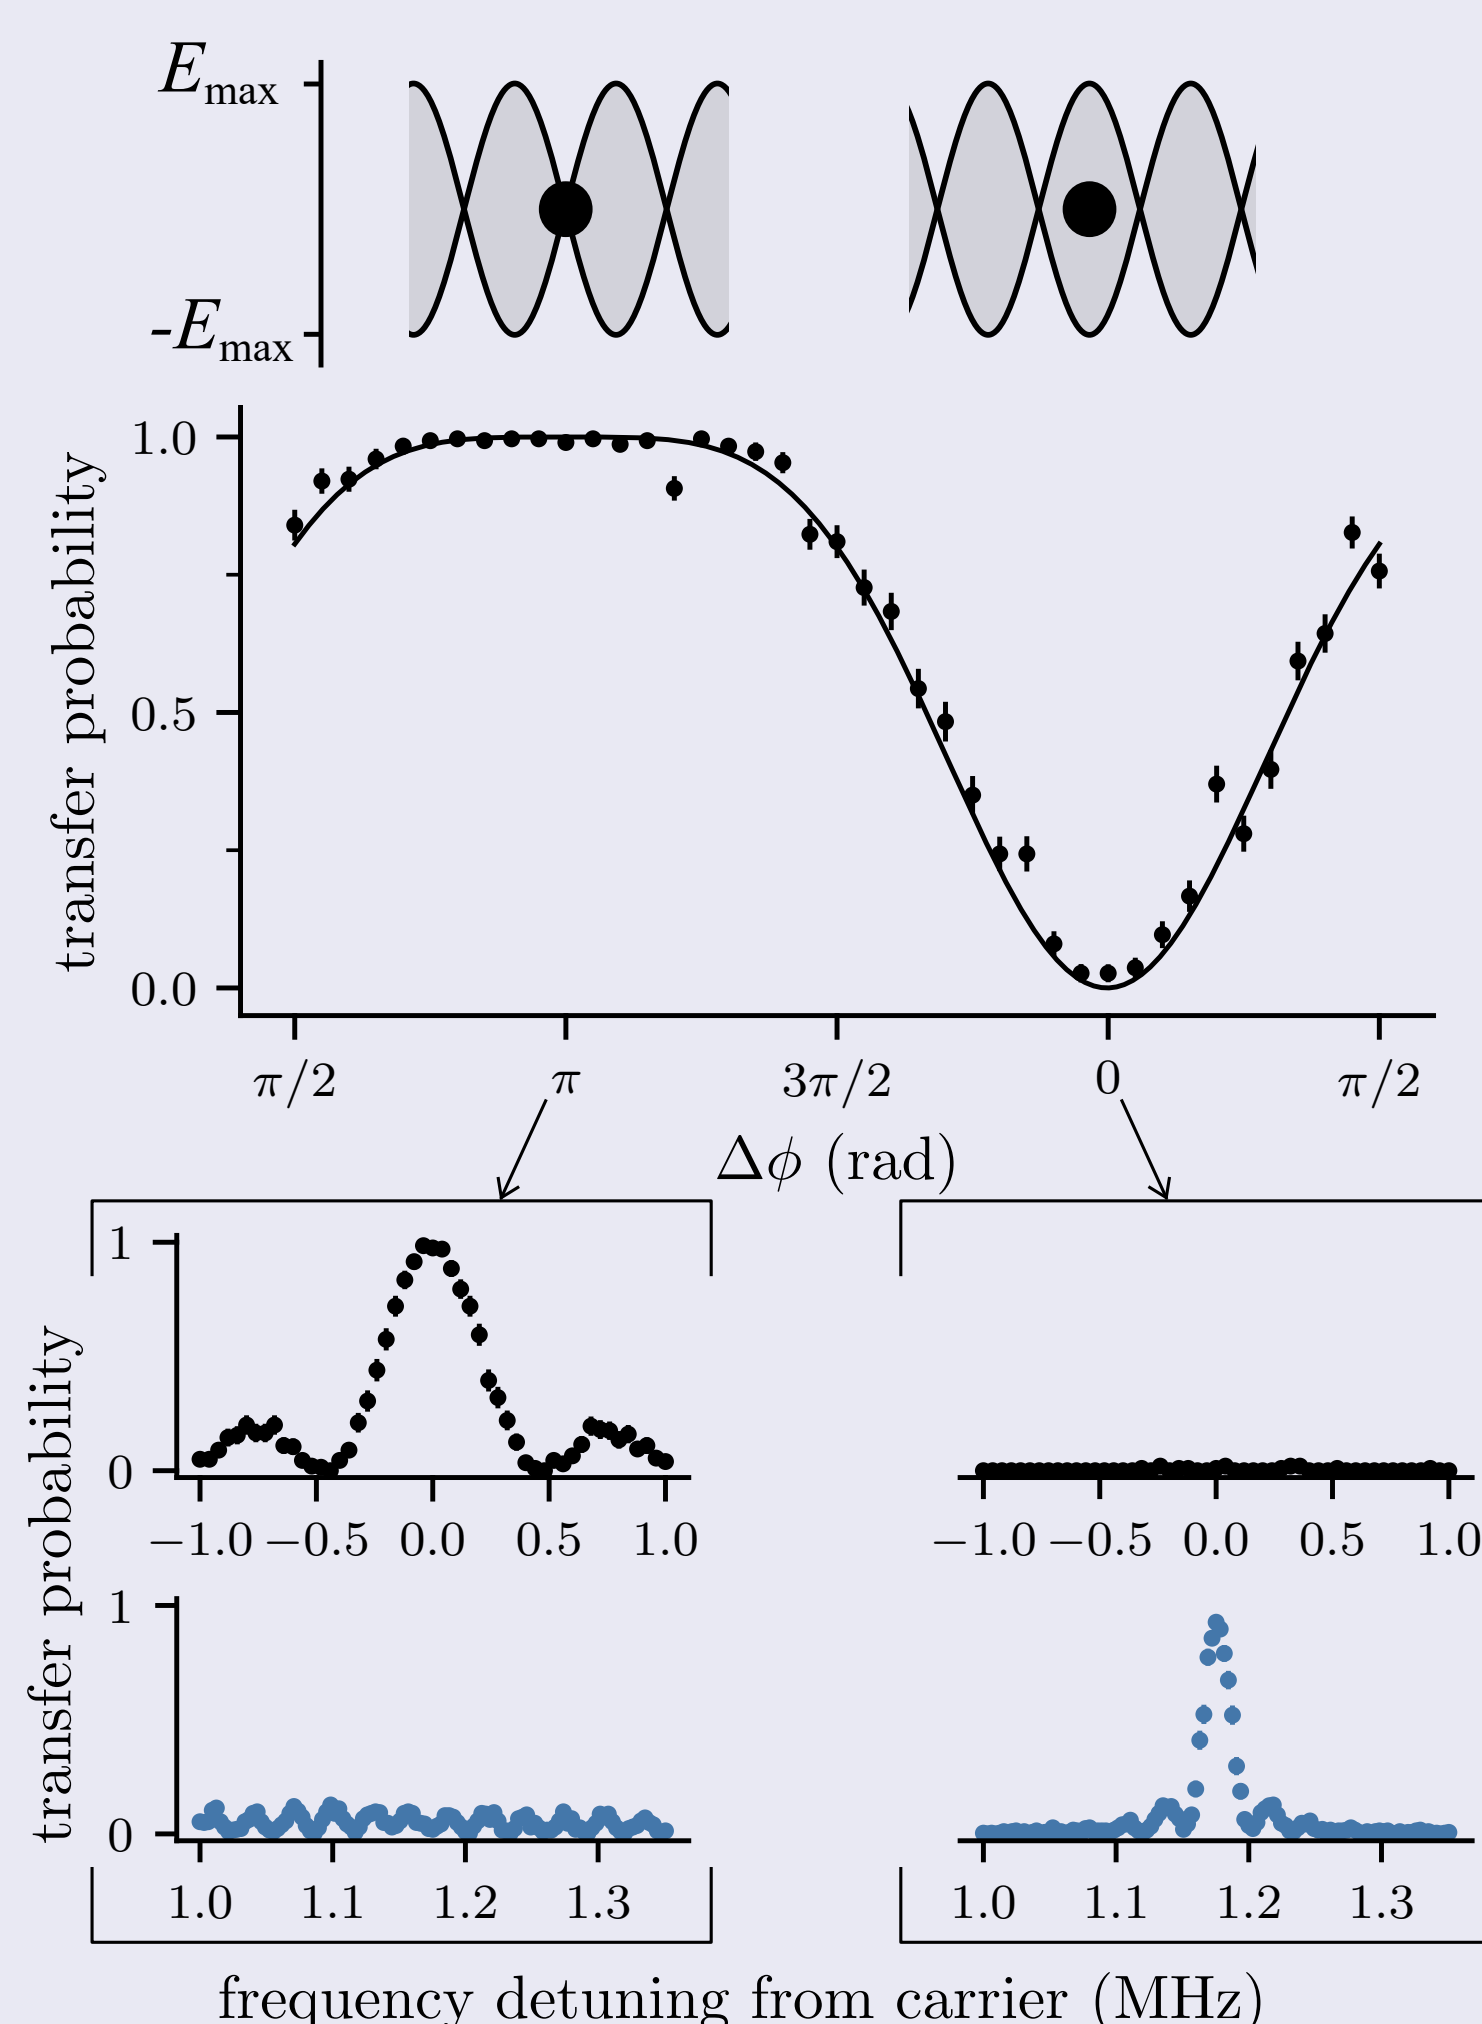 Emax
-Emax
1.0
0.5
0.0
transfer probability
π/2 π 3π/2 0 π/2
Δϕ (rad)
1
0
−1.0 −0.5 0.0 0.5 1.0
−1.0 −0.5 0.0 0.5 1.0
transfer probability
1
0
1.0 1.1 1.2 1.3
1.0 1.1 1.2 1.3
frequency detuning from carrier (MHz)